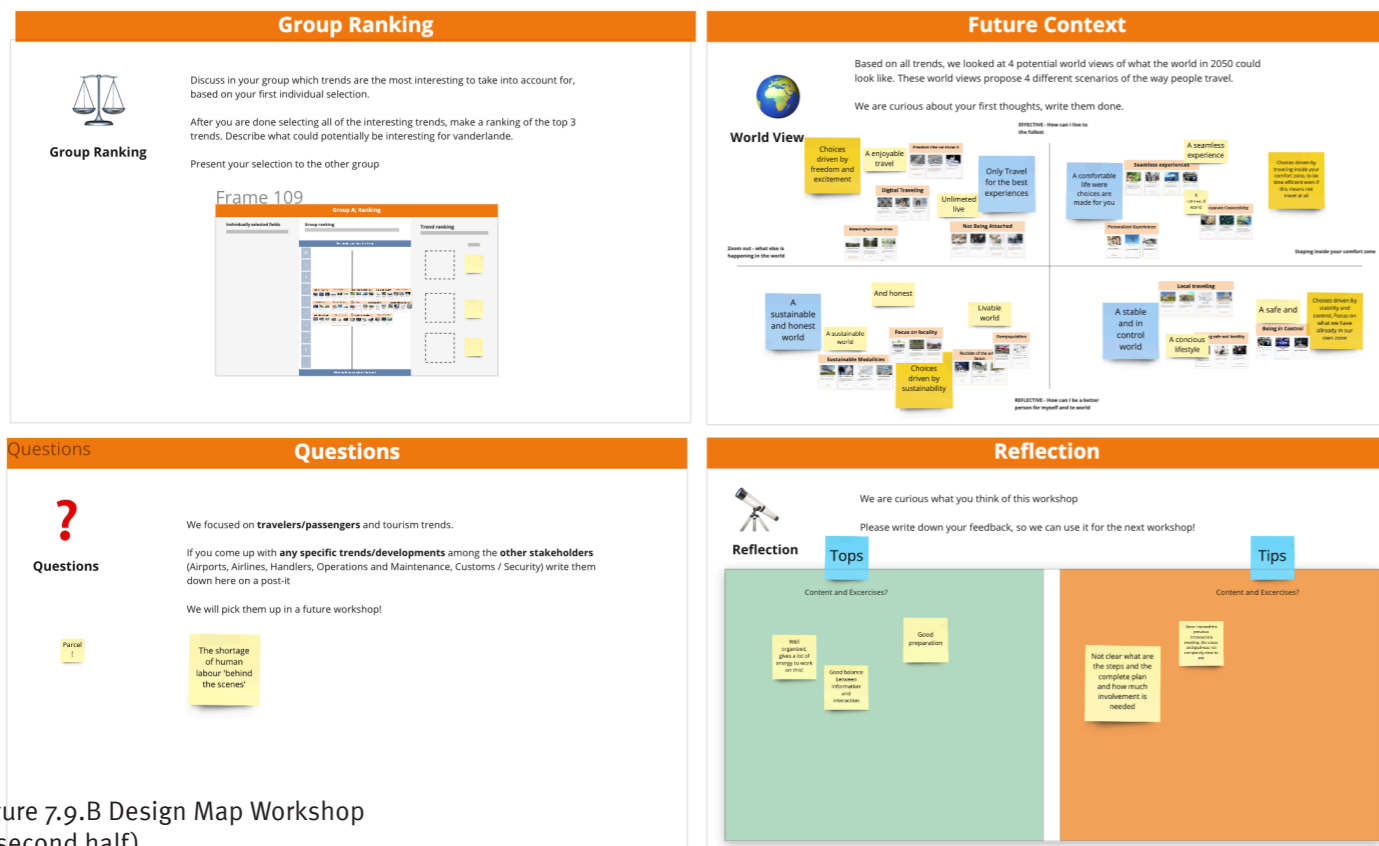 Group Ranking
Discuss in your group which trends are the most interesting to take into account for,
based on your first individual selection.
After you are done selecting all of the interesting trends, make a ranking of the top 3
trends. Describe what could potentially be interesting for vanderlande.
Group Ranking
Present your selection to the other group
Frame 109
Group A; Ranking
Individually selected fields
Group ranking
Trend ranking
Future Context
Based on all trends, we looked at 4 potential world views of what the world in 2050 could
look like. These world views propose 4 different scenarios of the way people travel.
We are curious about your first thoughts, write them done.
World View
EFFECTIVE - How can I live to
the fullest
Choices
driven by
freedom and
excitement
A enjoyable
travel
Freedom like we know it
Digital Traveling
Only Travel
for the best
experiences
Unlimeted
live
Meaningful travel time
Not Being Attached
A seamless
experience
Seamless experiences
A comfortable
life were
choices are
made for you
A
world
Personalized Experiences
Choices driven by
traveling inside your
comfort zone, to be
time efficient even if
this means not
travel at all
Zoom out - what else is
happening in the world
Staying inside your comfort zone
A
sustainable
and honest
world
And honest
Livable
world
A sustainable
world
Focus on locality
Overpopulation
Sustainable Modalities
Choices
driven by
sustainability
Local traveling
A stable
and in
control
world
A concious
lifestyle
A safe and
Being in Control
Choices driven by
stability and
control, Focus on
what we have
already in our
own zone
REFLECTIVE - How can I be a better
person for myself and to world
Questions
Questions
We focused on travelers/passengers and tourism trends.
If you come up with any specific trends/developments among the other stakeholders
(Airports, Airlines, Handlers, Operations and Maintenance, Customs / Security) write them
down here on a post-it
Questions
We will pick them up in a future workshop!
Parcel
!
The shortage
of human
labour 'behind
the scenes'
Reflection
We are curious what you think of this workshop
Please write down your feedback, so we can use it for the next workshop!
Reflection
Tops
Content and Excercises?
Well
organized,
gives a lot of
energy to work
on this!
Good balance
between
information
and
interaction
Good
preparation
Tips
Content and Excercises?
Not clear what are
the steps and the
complete plan
and how much
involvement is
needed
ure 7.9.B Design Map Workshop
second half)